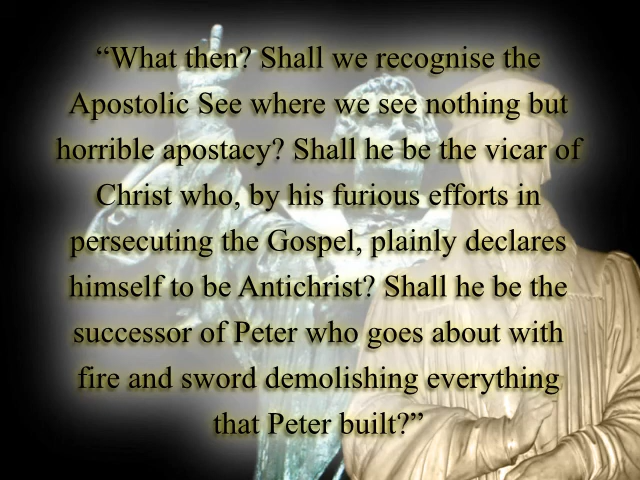 “What then? Shall we recognise the
Apostolic See where we see nothing but
horrible apostacy? Shall he be the vicar of
Christ who, by his furious efforts in
persecuting the Gospel, plainly declares
himself to be Antichrist? Shall he be the
successor of Peter who goes about with
fire and sword demolishing everything
that Peter built?”